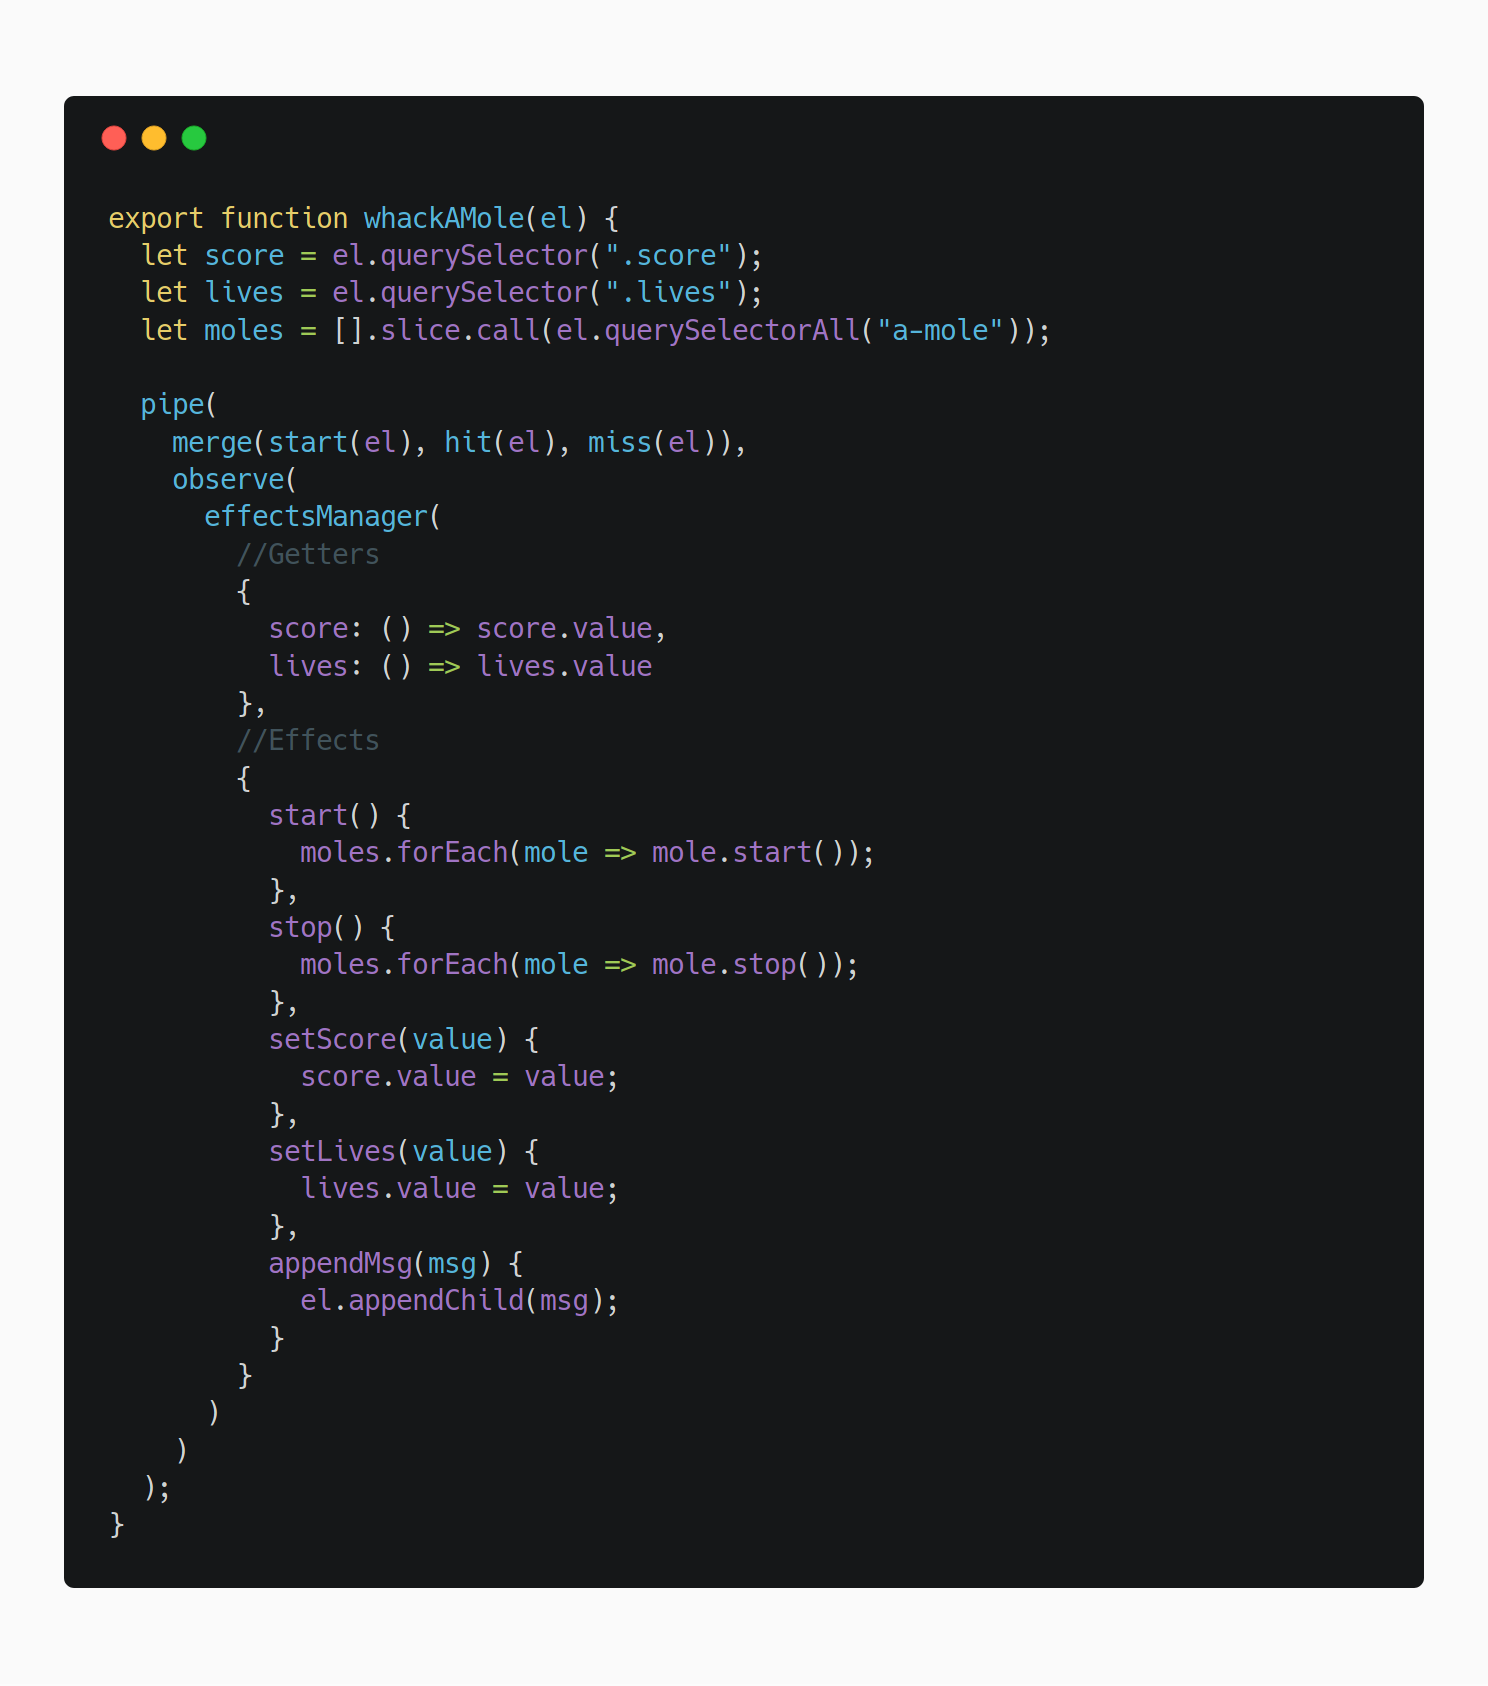 export function whackAMole(el) {
  let score = el.querySelector(".score");
  let lives = el.querySelector(".lives");
  let moles = [].slice.call(el.querySelectorAll("a-mole"));

  pipe(
    merge(start(el), hit(el), miss(el)),
    observe(
      effectsManager(
        //Getters
        {
          score: () => score.value,
          lives: () => lives.value
        },
        //Effects
        {
          start() {
            moles.forEach(mole => mole.start());
          },
          stop() {
            moles.forEach(mole => mole.stop());
          },
          setScore(value) {
            score.value = value;
          },
          setLives(value) {
            lives.value = value;
          },
          appendMsg(msg) {
            el.appendChild(msg);
          }
        }
      )
    )
  );
}